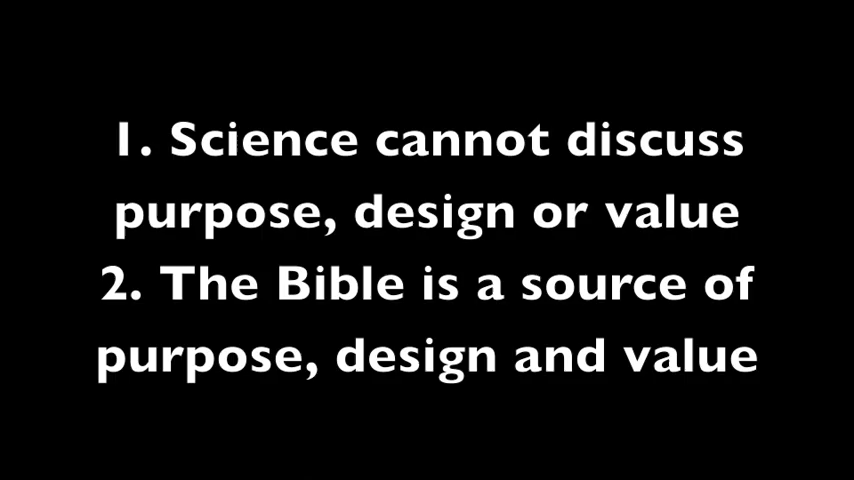 1. Science cannot discuss
purpose, design or value
2. The Bible is a source of
purpose, design and value